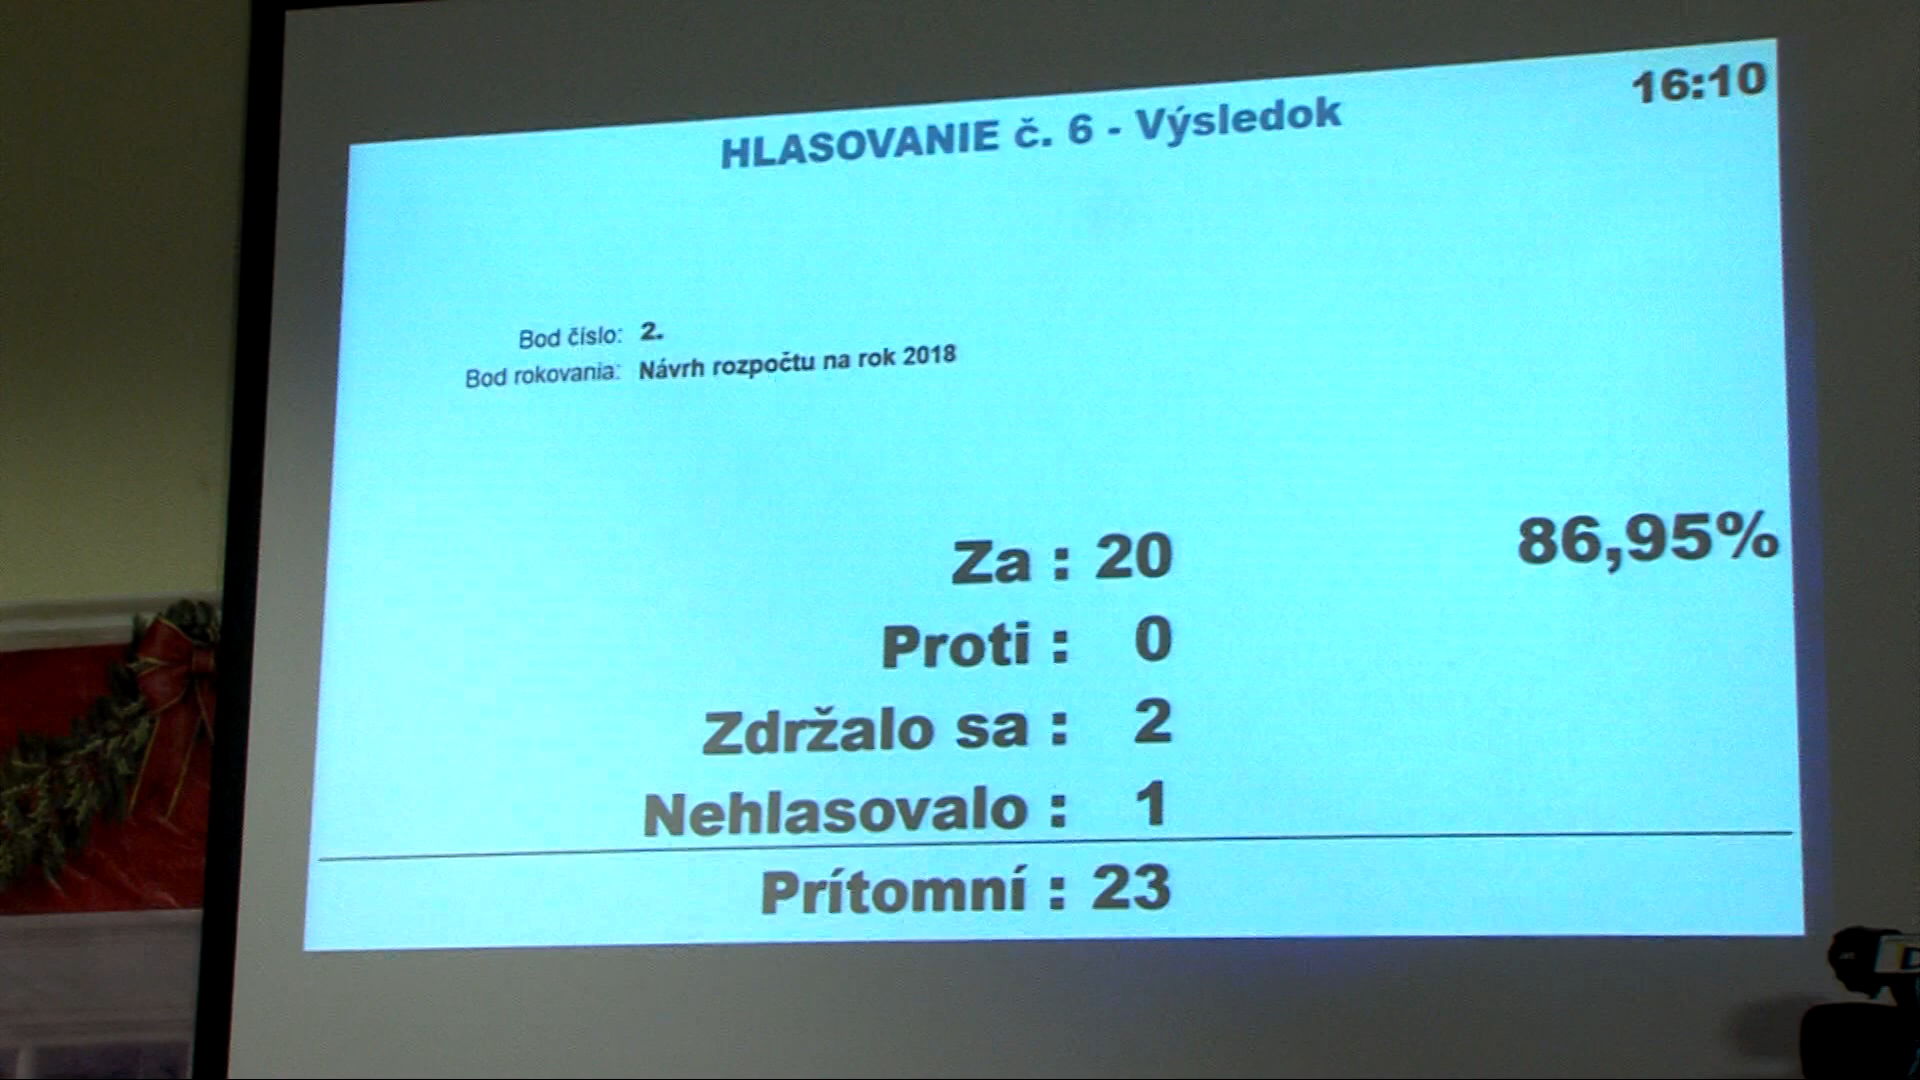 16:10
HLASOVANIE č. 6 - Výsledok
Bod číslo: 2.
Bod rokovania: Návrh rozpočtu na rok 2018
Za : 20 86,95%
Proti : 0
Zdržalo sa : 2
Nehlasovalo : 1
Prítomní : 23